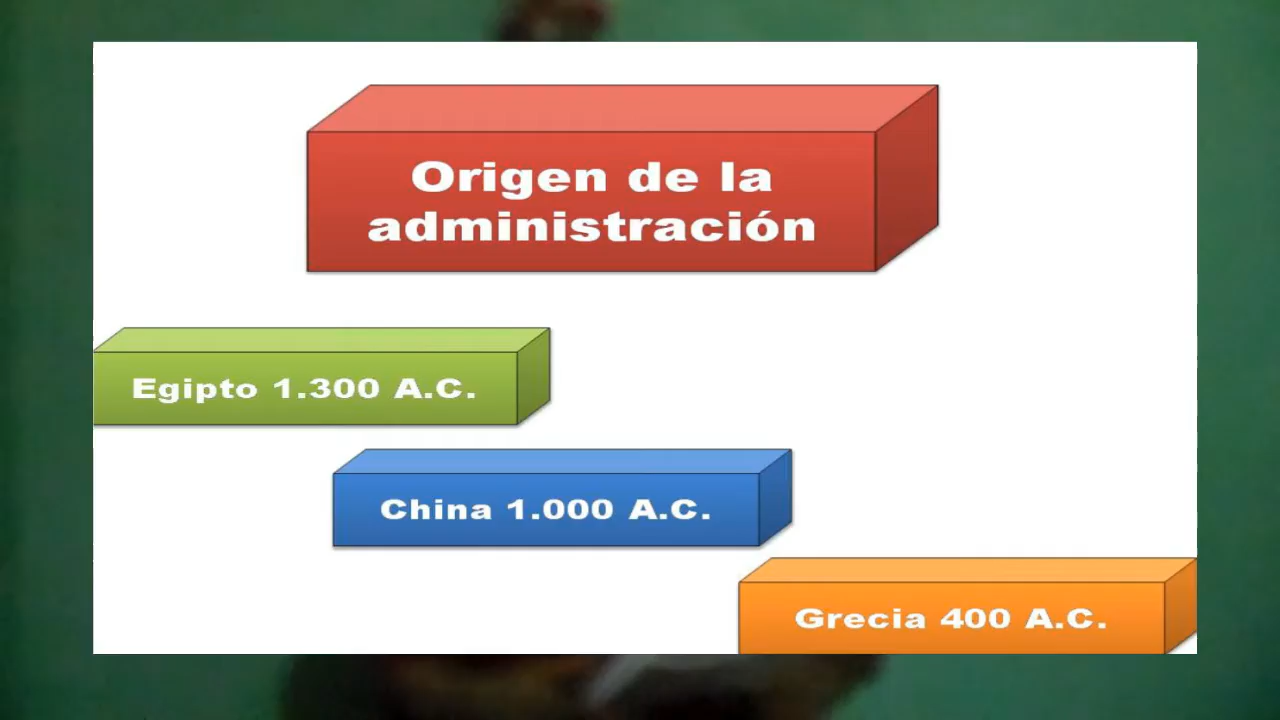 Origen de la
administración
Egipto 1.300 A.C.
China 1.000 A.C.
Grecia 400 A.C.